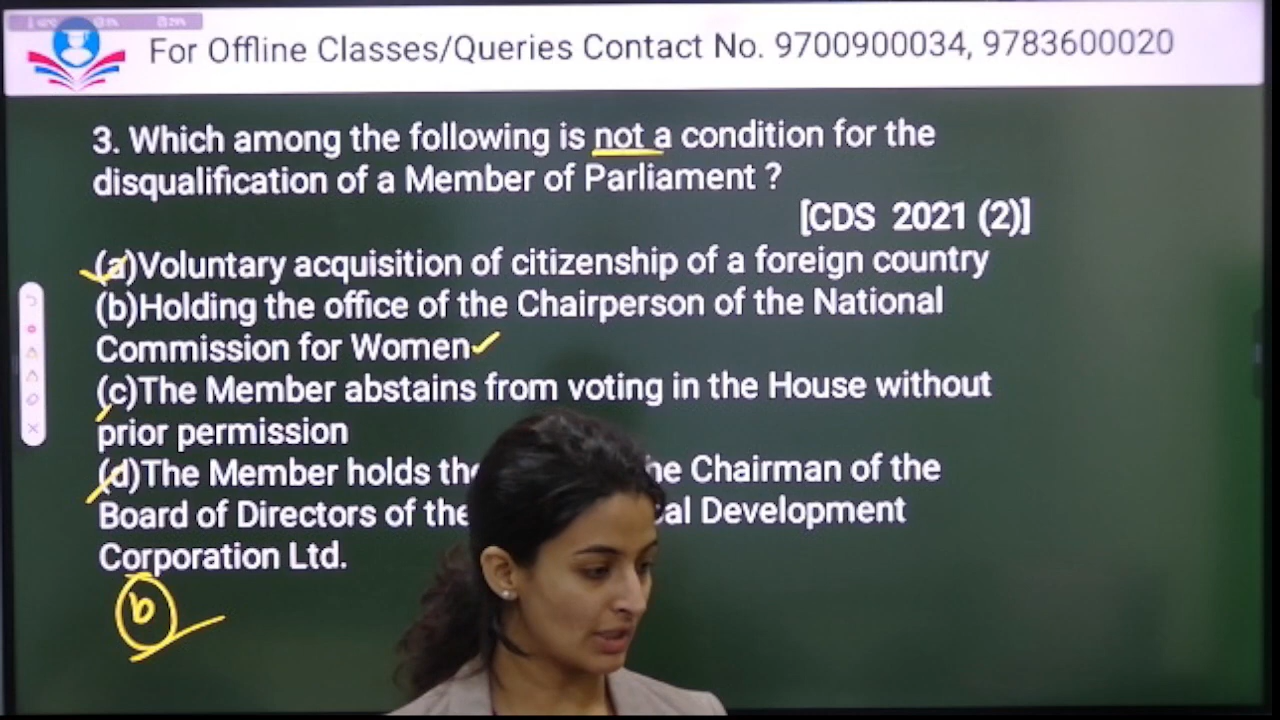 For Offline Classes/Queries Contact No. 9700900034, 9783600020
3. Which among the following is not a condition for the
disqualification of a Member of Parliament ?
[CDS 2021 (2)]
(a)Voluntary acquisition of citizenship of a foreign country
(b)Holding the office of the Chairperson of the National
Commission for Women
(c)The Member abstains from voting in the House without
prior permission
(d)The Member holds the Chairman of the
Board of Directors of the Development
Corporation Ltd.
b